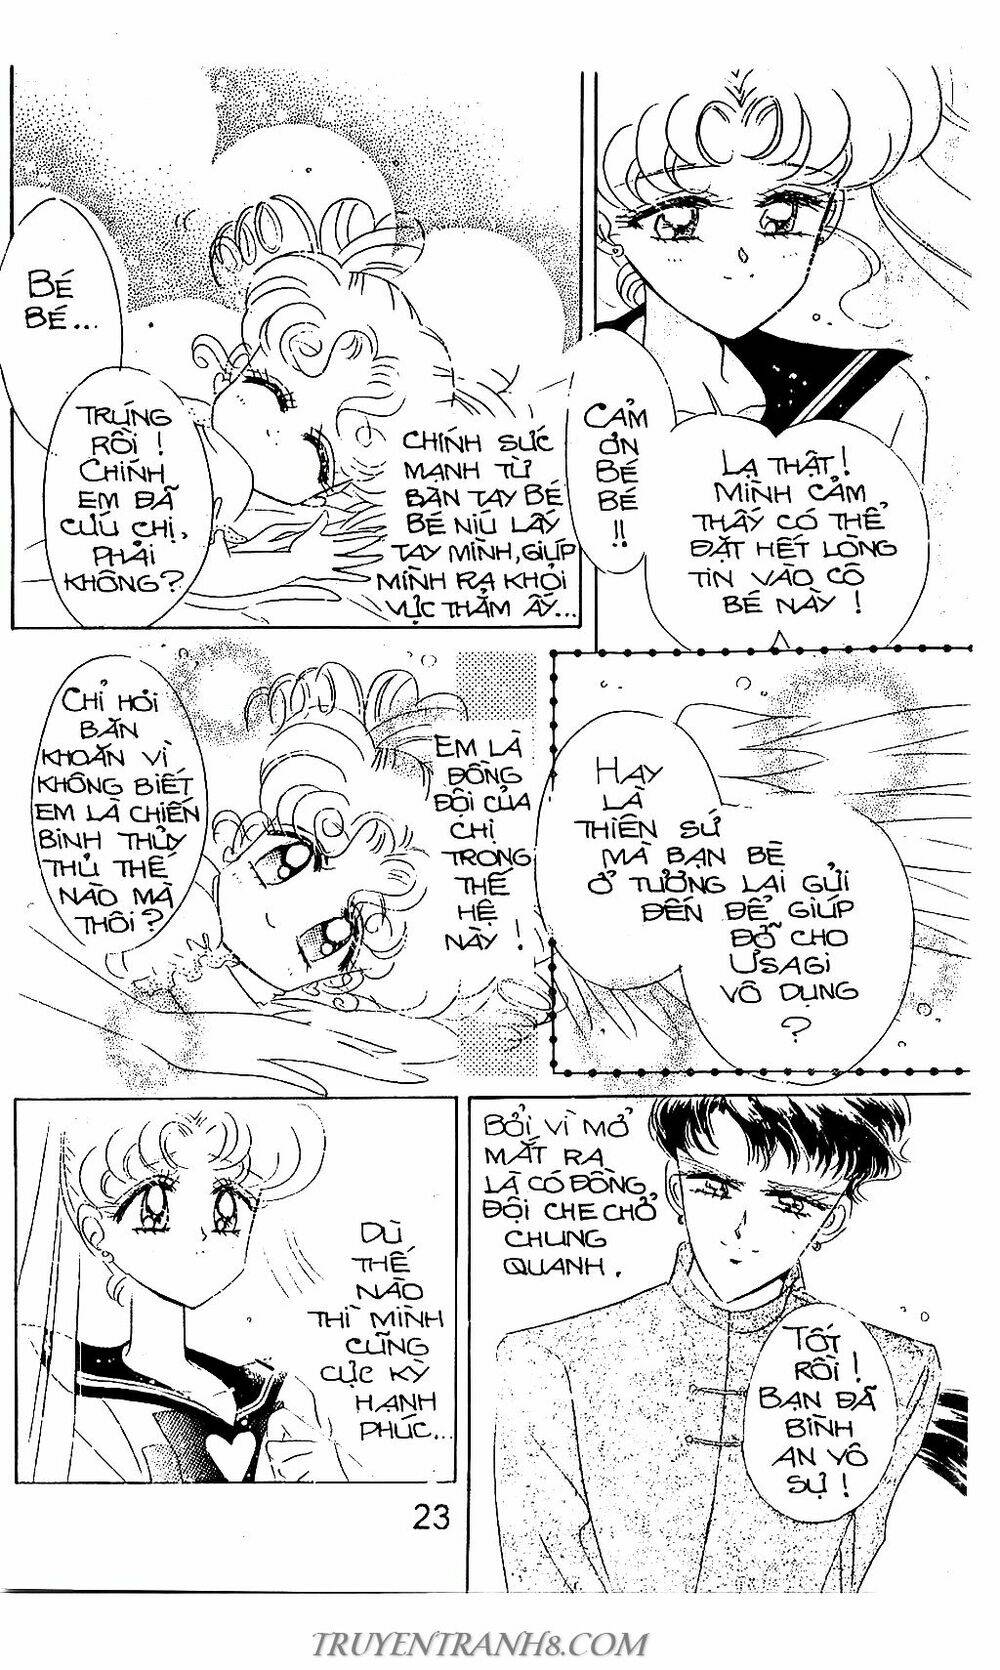 BÉ
BÉ...
TRÚNG
RỒI!
CHÍNH
EM ĐÃ
CỨU CHỊ,
PHẢI
KHÔNG?
CHÍNH SỨC
MẠNH TỪ
BÀN TAY BÉ
BÉ NÍU LẤY
TAY MÌNH, GIÚP
MÌNH RA KHỎI
VỰC THẲM ẤY...
CẢM
ƠN
BÉ
BÉ!!
LẠ THẬT!
MÌNH CẢM
THẤY CÓ THỂ
ĐẶT HẾT LÒNG
TIN VÀO CÔ
BÉ NÀY!
CHỈ HƠI
BĂN
KHOĂN VÌ
KHÔNG BIẾT
EM LÀ CHIẾN
BINH THỦY
THỦ THẾ
NÀO MÀ
THÔI?
EM LÀ
ĐỒNG
ĐỘI CỦA
CHỊ
TRONG
THẾ
HỆ
NÀY!
HAY
LÀ
THIÊN SỨ
MÀ BẠN BÈ
Ở TƯƠNG LAI GỬI
ĐẾN ĐỂ GIÚP
ĐỠ CHO
USAGI
VÔ DỤNG
?
DÙ
THẾ
NÀO
THÌ MÌNH
CŨNG
CỰC KỲ
HẠNH
PHÚC...
BỞI VÌ MỞ
MẮT RA
LÀ CÓ ĐỒNG
ĐỘI CHE CHỞ
CHUNG
QUANH.
TỐT
RỒI!
BẠN ĐÃ
BÌNH
AN VÔ
SỰ!
23
TRUYENTRANH8.COM